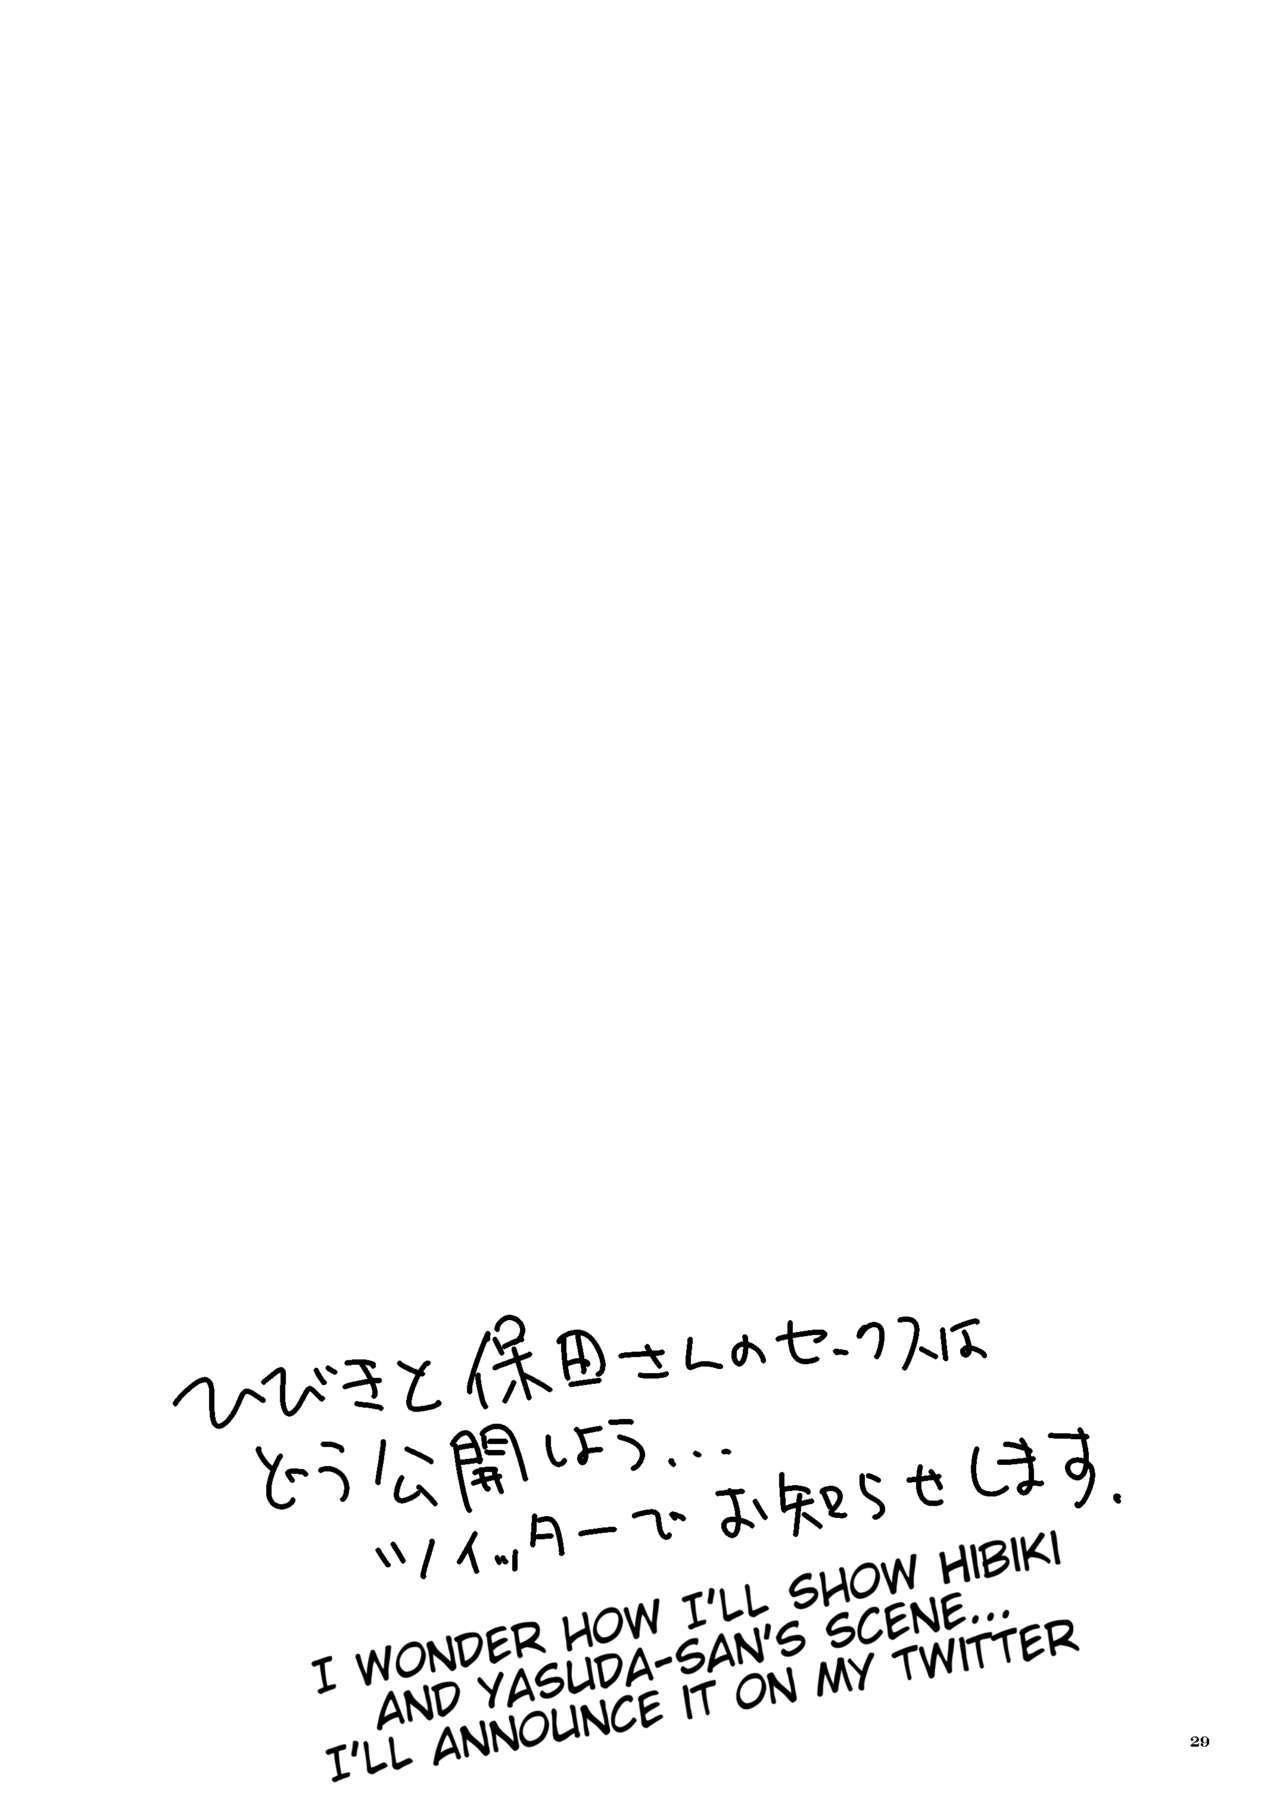 ひびきと保田さんのセックスは
どう公開しよう...
ツイッターでお知らせします.
I WONDER HOW I'LL SHOW HIBIKI
AND YASUDA-SAN'S SCENE...
I'LL ANNOUNCE IT ON MY TWITTER
29